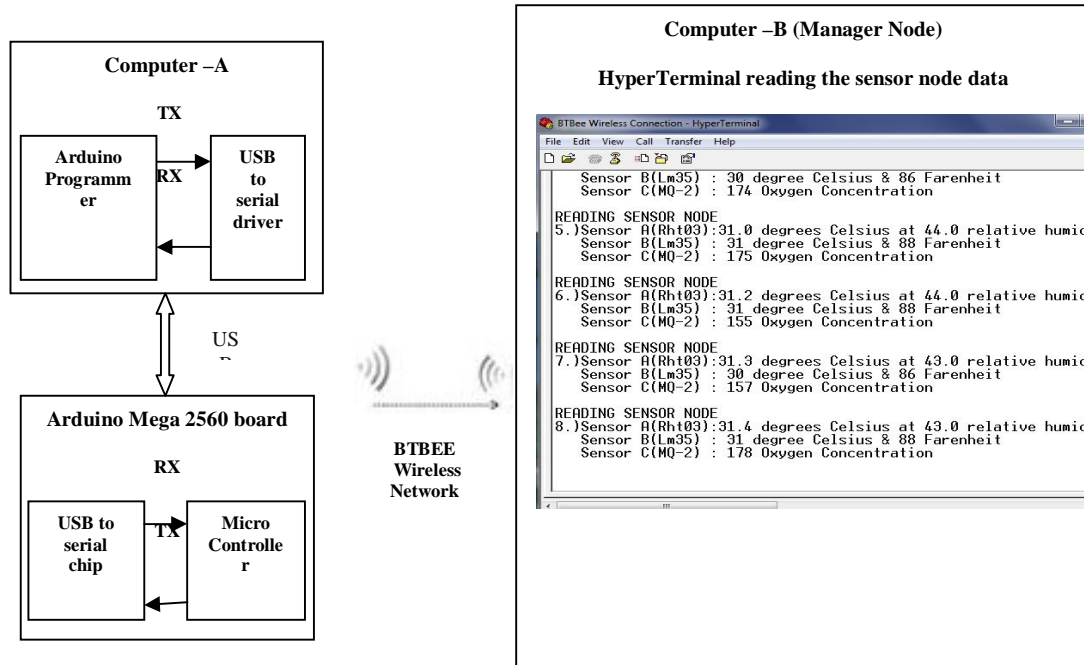 Computer –A
TX
Arduino
Programm
er
RX
USB
to
serial
driver
US
Arduino Mega 2560 board
RX
USB to
serial
chip
TX
Micro
Controlle
r
BTBEE
Wireless
Network
Computer –B (Manager Node)
HyperTerminal reading the sensor node data
BTBee Wireless Connection - HyperTerminal
File Edit View Call Transfer Help
Sensor B(Lm35) : 30 degree Celsius & 86 Farenheit
Sensor C(MQ-2) : 174 Oxygen Concentration
READING SENSOR NODE
5.)Sensor A(Rht03):31.0 degrees Celsius at 44.0 relative humid
Sensor B(Lm35) : 31 degree Celsius & 88 Farenheit
Sensor C(MQ-2) : 175 Oxygen Concentration
READING SENSOR NODE
6.)Sensor A(Rht03):31.2 degrees Celsius at 44.0 relative humid
Sensor B(Lm35) : 31 degree Celsius & 88 Farenheit
Sensor C(MQ-2) : 155 Oxygen Concentration
READING SENSOR NODE
7.)Sensor A(Rht03):31.3 degrees Celsius at 43.0 relative humid
Sensor B(Lm35) : 30 degree Celsius & 86 Farenheit
Sensor C(MQ-2) : 157 Oxygen Concentration
READING SENSOR NODE
8.)Sensor A(Rht03):31.4 degrees Celsius at 43.0 relative humid
Sensor B(Lm35) : 31 degree Celsius & 88 Farenheit
Sensor C(MQ-2) : 178 Oxygen Concentration